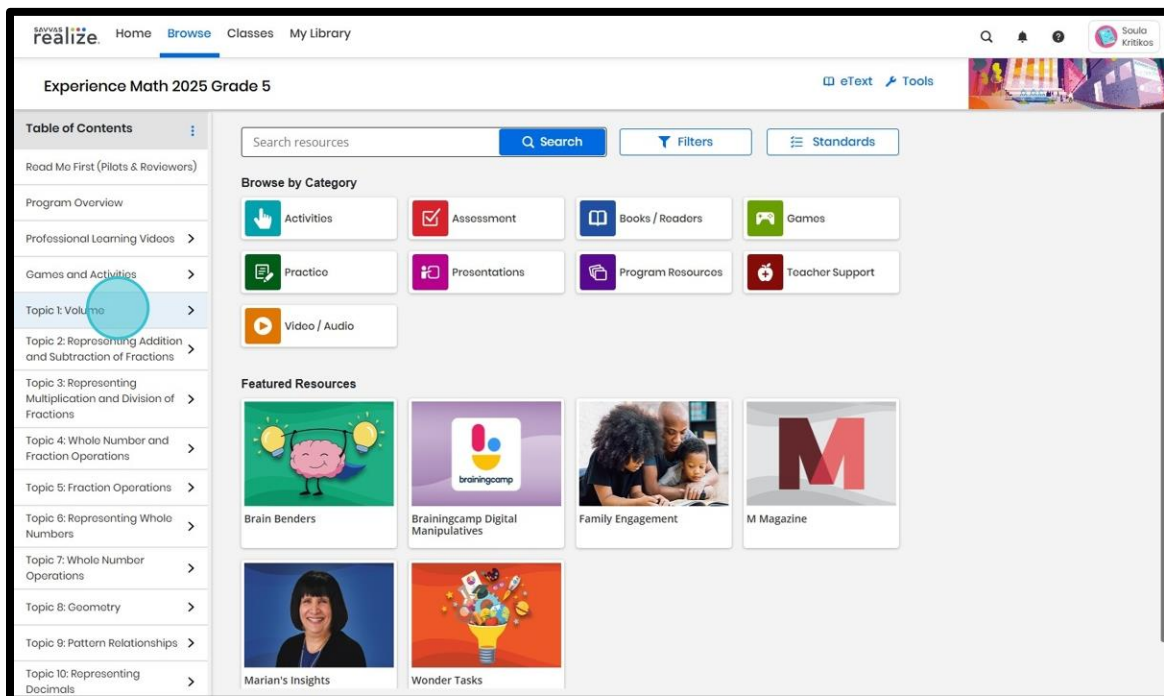 SAVVAS
realize.
Home Browse Classes My Library
Soula
Kritikos
Experience Math 2025 Grade 5
eText Tools
Table of Contents
Read Me First (Pilots & Reviewers)
Program Overview
Professional Learning Videos
Games and Activities
Topic 1: Volume
Topic 2: Representing Addition
and Subtraction of Fractions
Topic 3: Representing
Multiplication and Division of
Fractions
Topic 4: Whole Number and
Fraction Operations
Topic 5: Fraction Operations
Topic 6: Representing Whole
Numbers
Topic 7: Whole Number
Operations
Topic 8: Geometry
Topic 9: Pattern Relationships
Topic 10: Representing
Decimals
Search resources
Search
Filters
Standards
Browse by Category
Activities
Assessment
Books / Readers
Games
Practice
Presentations
Program Resources
Teacher Support
Video / Audio
Featured Resources
brainingcamp
M
Brain Benders
Brainingcamp Digital
Manipulatives
Family Engagement
M Magazine
Marian's Insights
Wonder Tasks